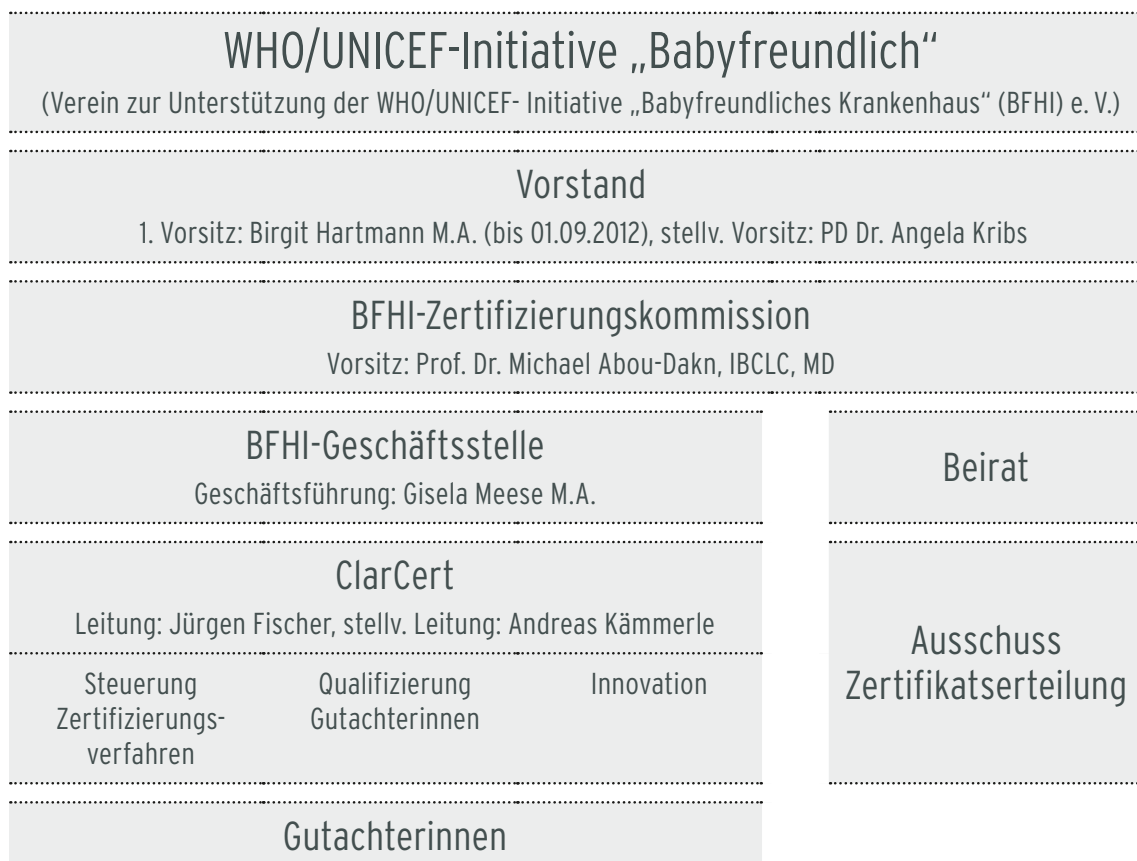 WHO/UNICEF-Initiative „Babyfreundlich“
(Verein zur Unterstützung der WHO/UNICEF- Initiative „Babyfreundliches Krankenhaus“ (BFHI) e. V.)
Vorstand
1. Vorsitz: Birgit Hartmann M.A. (bis 01.09.2012), stellv. Vorsitz: PD Dr. Angela Kribs
BFHI-Zertifizierungskommission
Vorsitz: Prof. Dr. Michael Abou-Dakn, IBCLC, MD
BFHI-Geschäftsstelle
Geschäftsführung: Gisela Meese M.A.
Beirat
ClarCert
Leitung: Jürgen Fischer, stellv. Leitung: Andreas Kämmerle
Steuerung
Zertifizierungs-
verfahren
Qualifizierung
Gutachterinnen
Innovation
Ausschuss
Zertifikatserteilung
Gutachterinnen